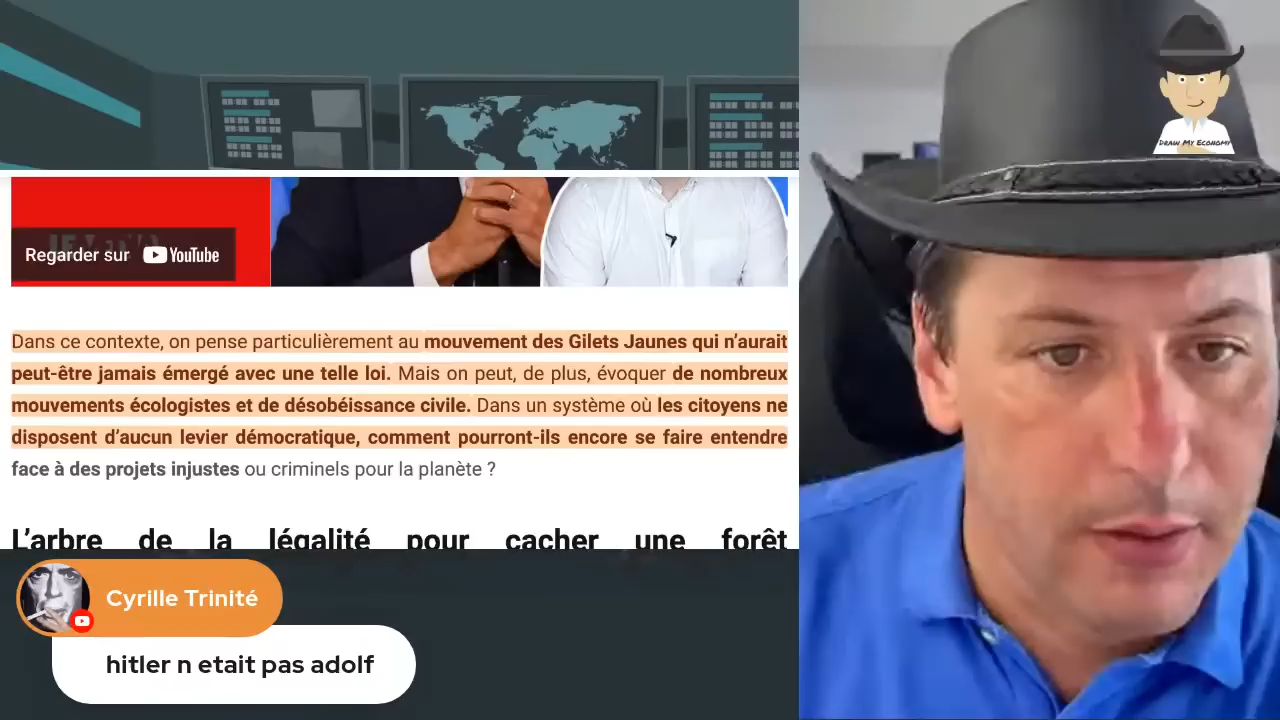 DRAW MY ECONOMY
Regarder sur YouTube
Dans ce contexte, on pense particulièrement au mouvement des Gilets Jaunes qui n’aurait
peut-être jamais émergé avec une telle loi. Mais on peut, de plus, évoquer de nombreux
mouvements écologistes et de désobéissance civile. Dans un système où les citoyens ne
disposent d’aucun levier démocratique, comment pourront-ils encore se faire entendre
face à des projets injustes ou criminels pour la planète ?
L’arbre de la légalité pour cacher une forêt
Cyrille Trinité
hitler n etait pas adolf